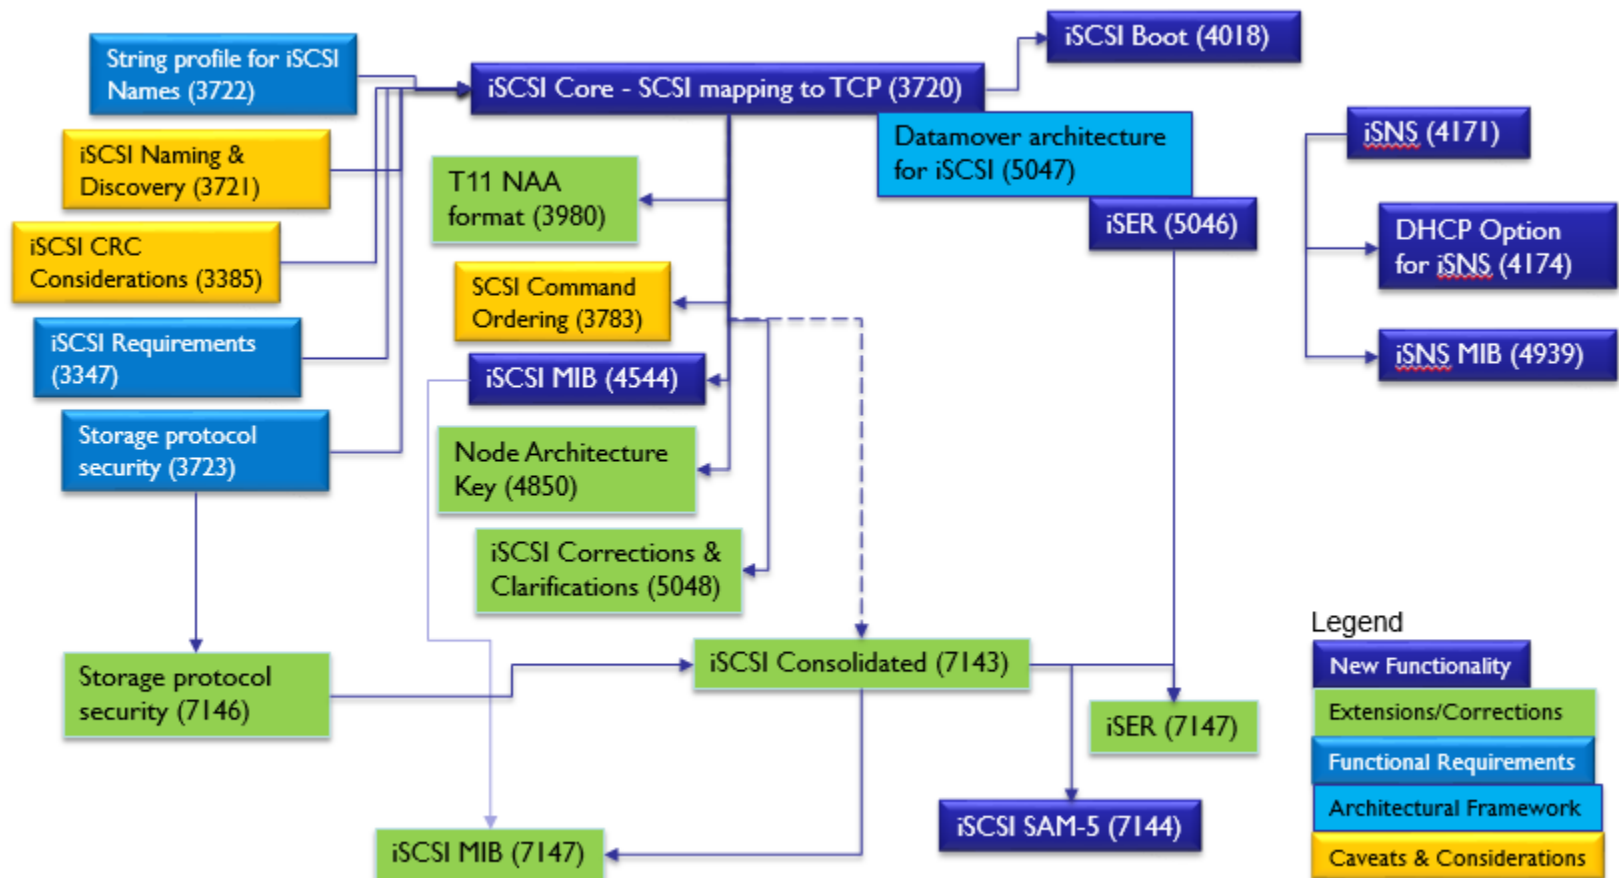 String profile for iSCSI
Names (3722)
iSCSI Core - SCSI mapping to TCP (3720)
iSCSI Boot (4018)
iSCSI Naming &
Discovery (3721)
T11 NAA
format (3980)
Datamover architecture
for iSCSI (5047)
iSNS (4171)
iSCSI CRC
Considerations (3385)
iSER (5046)
DHCP Option
for iSNS (4174)
SCSI Command
Ordering (3783)
iSCSI Requirements
(3347)
iSCSI MIB (4544)
iSNS MIB (4939)
Storage protocol
security (3723)
Node Architecture
Key (4850)
iSCSI Corrections &
Clarifications (5048)
Storage protocol
security (7146)
iSCSI Consolidated (7143)
iSER (7147)
iSCSI SAM-5 (7144)
iSCSI MIB (7147)
Legend
New Functionality
Extensions/Corrections
Functional Requirements
Architectural Framework
Caveats & Considerations